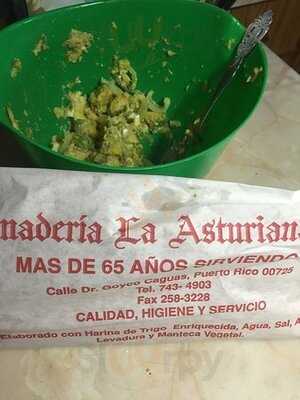 nadería La Asturiana
MAS DE 65 AÑOS SIRVIENDO
Calle Dr. Goyco Caguas, Puerto Rico 00725
Tel. 743-4903
Fax 258-3228
CALIDAD, HIGIENE Y SERVICIO
Elaborado con Harina de Trigo Enriquecida, Agua, Sal, A
Levadura y Manteca Vegetal.